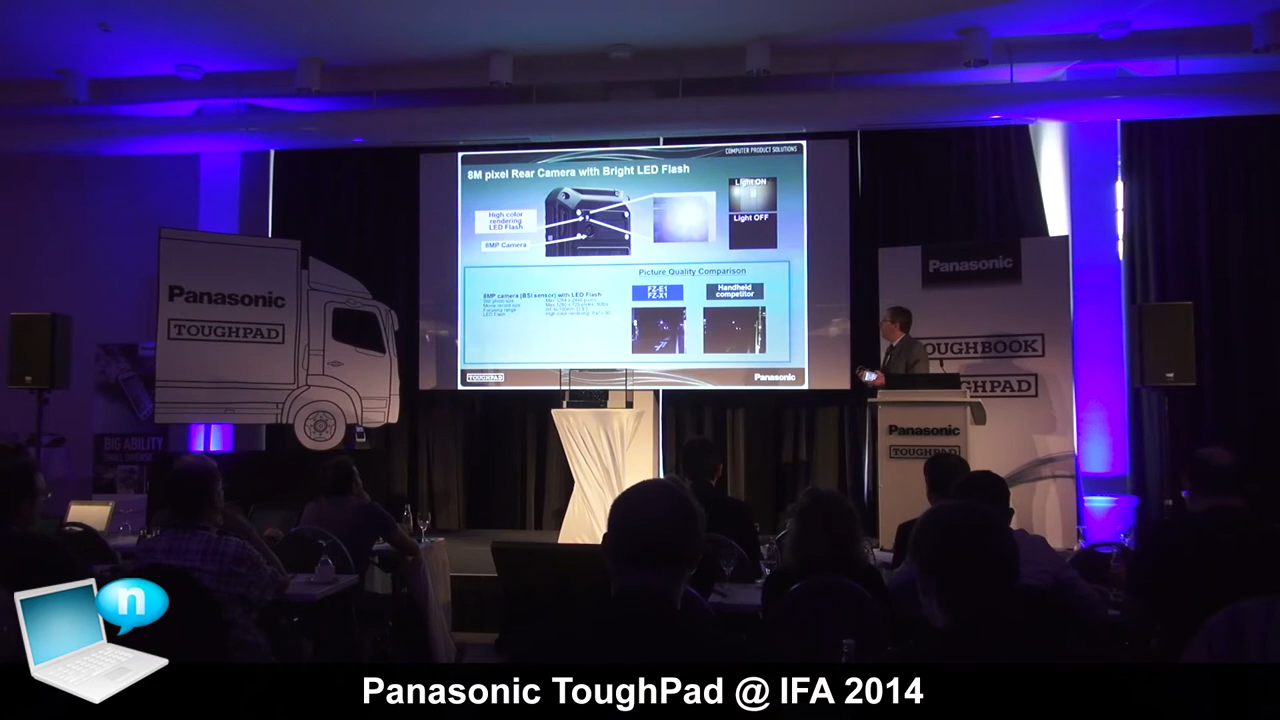 COMPUTER PRODUCT SOLUTIONS
8M pixel Rear Camera with Bright LED Flash
High color
rendering
LED Flash
8MP Camera
Light ON
Light OFF
Picture Quality Comparison
8MP camera (BSI sensor) with LED Flash
FZ-E1
FZ-X1
Handheld
competitor
TOUGHPAD
Panasonic
Panasonic
TOUGHPAD
BIG ABILITY
Panasonic
TOUGHBOOK
GHPAD
Panasonic
TOUGHPAD
n
Panasonic ToughPad @ IFA 2014